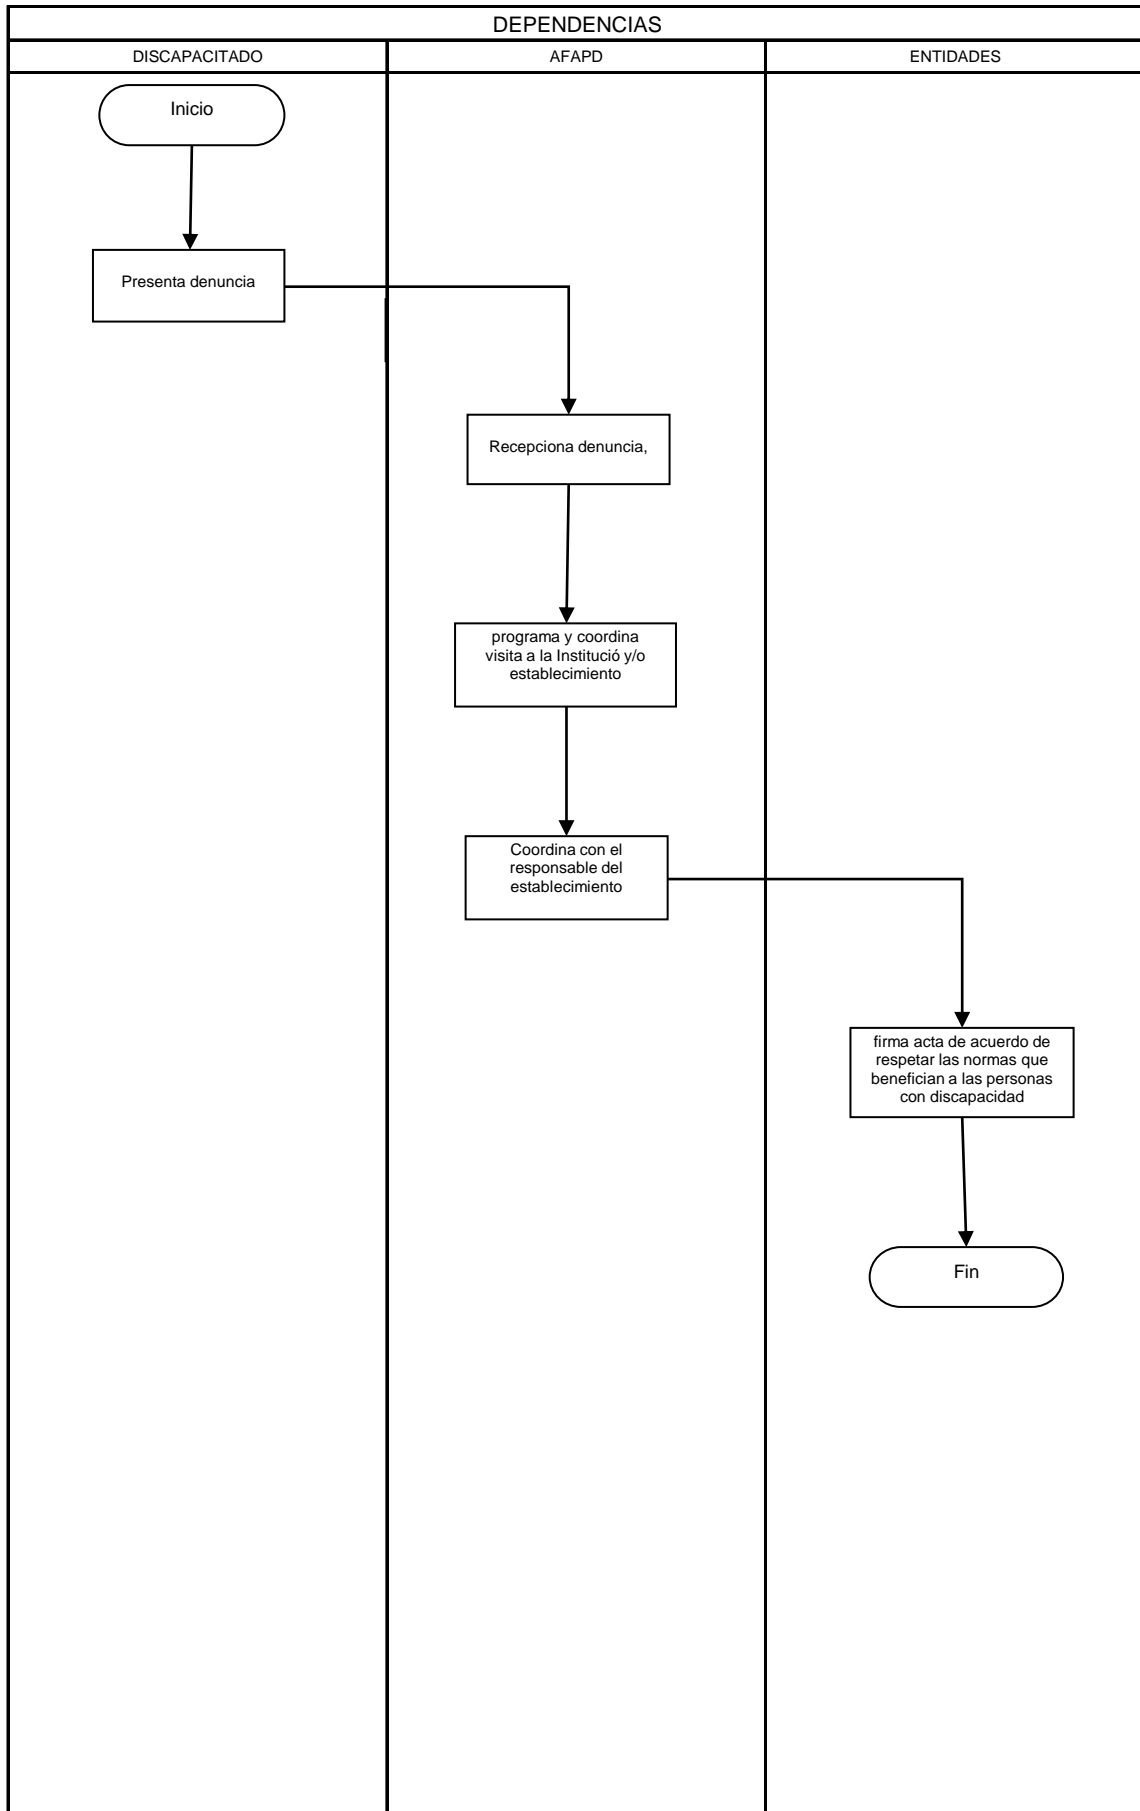 DEPENDENCIAS
DISCAPACITADO
AFAPD
ENTIDADES
Inicio
Presenta denuncia
Recepciona denuncia,
programa y coordina
visita a la Institució y/o
establecimiento
Coordina con el
responsable del
establecimiento
firma acta de acuerdo de
respetar las normas que
benefician a las personas
con discapacidad
Fin